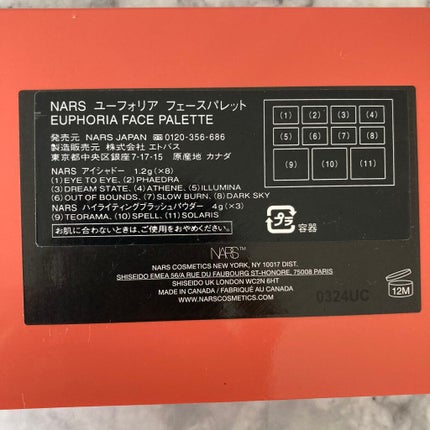 NARS ユーフォリア フェースパレット
EUPHORIA FACE PALETTE
発売元 NARS JAPAN 0120-356-686
製造販売元 株式会社 エトバス
東京都中央区銀座7-17-15 原産地 カナダ
NARS アイシャドー 1.2g(×8)
(1)EYE TO EYE, (2)PHAEDRA
(3)DREAM STATE, (4)ATHENE, (5)ILLUMINA
(6)OUT OF BOUNDS, (7)SLOW BURN, (8)DARK SKY
NARS ハイライティングブラッシュパウダー 4g(×3)
(9)TEORAMA, (10)SPELL, (11)SOLARIS
お肌に合わないときは、ご使用をおやめください。
(1) (2) (3) (4)
(5) (6) (7) (8)
(9) (10) (11)
プラ 容器
NARS™
NARS COSMETICS NEW YORK, NY 10017 DIST.
SHISEIDO EMEA 56/A RUE DU FAUBOURG ST-HONORE, 75008 PARIS
SHISEIDO UK LONDON WC2N 6HT
MADE IN CANADA / FABRIQUÉ AU CANADA
WWW.NARSCOSMETICS.COM
0324UC
12M